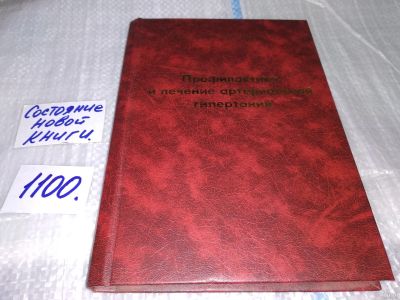 Профилактика
и лечение артериальной
гипертонии
Состояние
новой
книги.
1100.